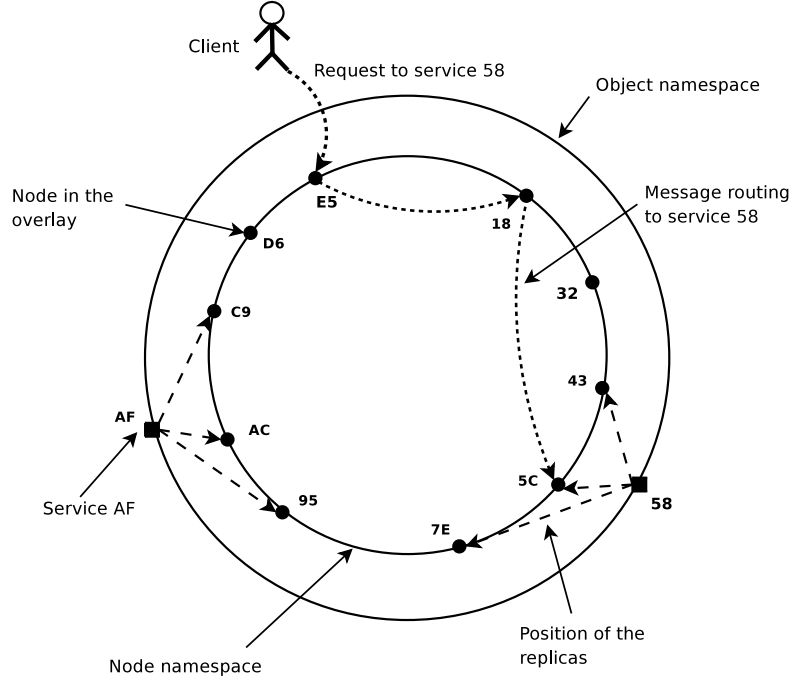 Client
Request to service 58
Object namespace
Node in the
overlay
E5
18
Message routing
to service 58
D6
32
C9
43
AF
AC
5C
95
58
Service AF
7E
Position of the
replicas
Node namespace